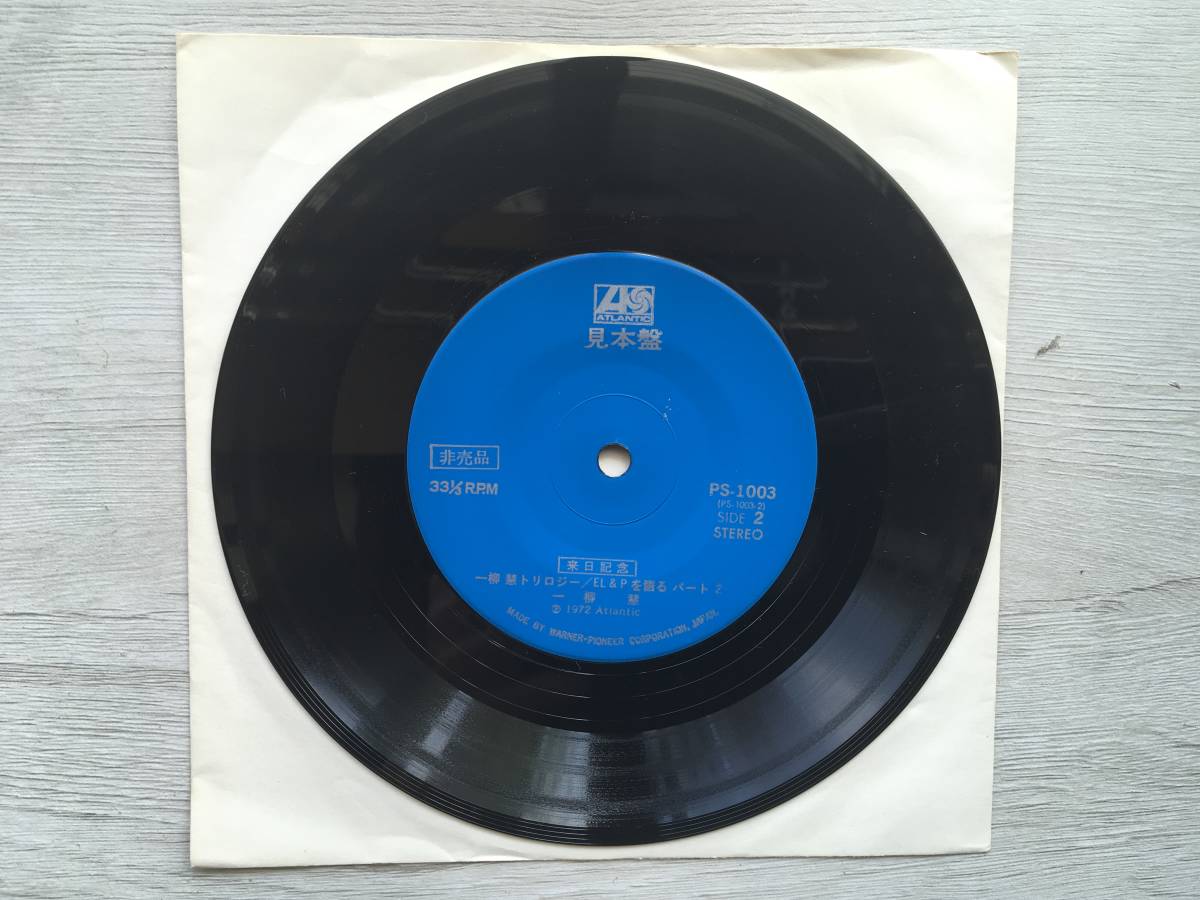 ATLANTIC
見本盤
非売品
33⅓ R.P.M
PS-1003
(PS-1003-2)
SIDE 2
STEREO
来日記念
一柳 慧トリロジー/EL&Pを語る パート 2
一 柳 慧
℗ 1972 Atlantic
MADE BY WARNER-PIONEER CORPORATION, JAPAN.